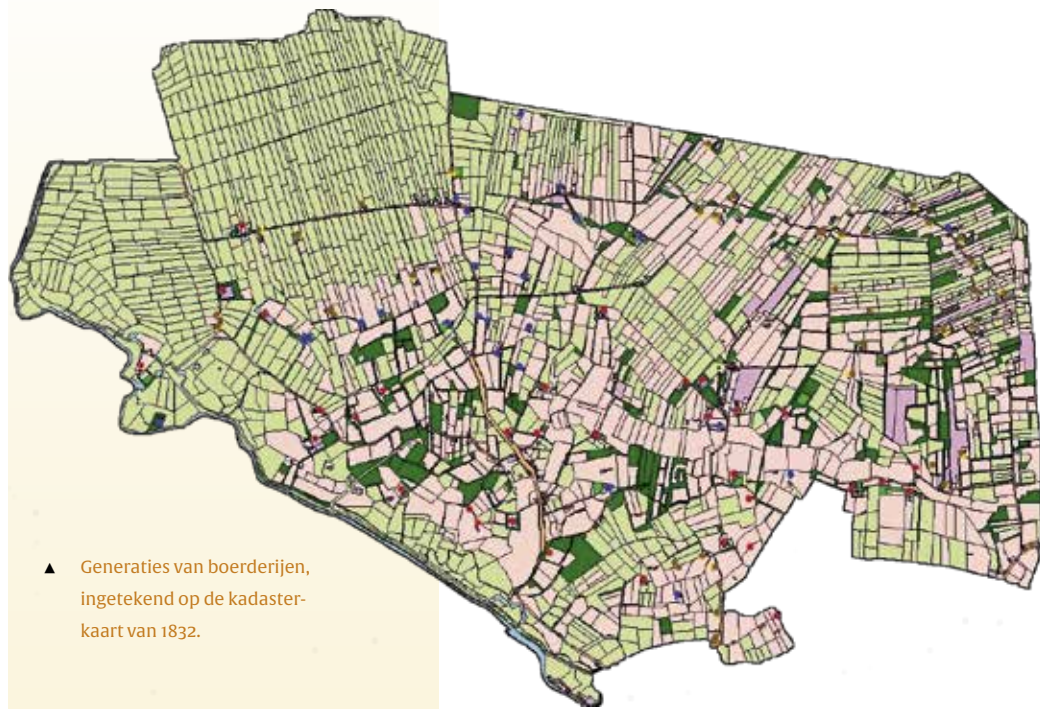 ▲ Generaties van boerderijen,
ingetekend op de kadaster-
kaart van 1832.